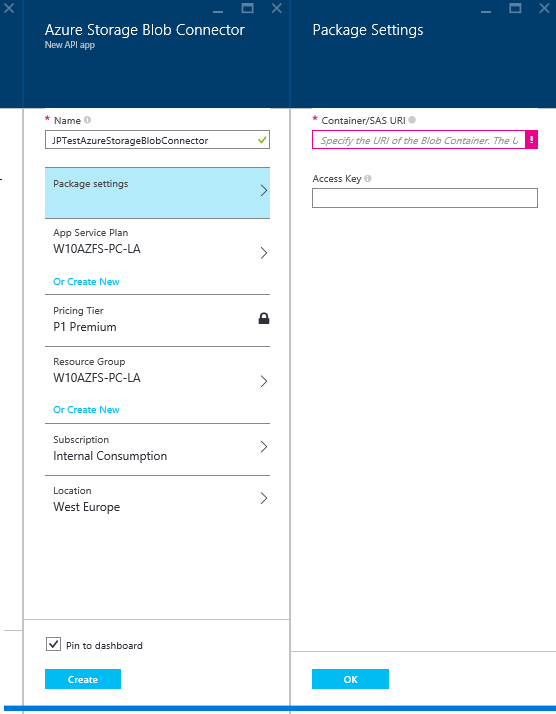 Azure Storage Blob Connector
New API app
* Name
JPTestAzureStorageBlobConnector
Package settings
App Service Plan
W10AZFS-PC-LA
Or Create New
Pricing Tier
P1 Premium
Resource Group
W10AZFS-PC-LA
Or Create New
Subscription
Internal Consumption
Location
West Europe
Pin to dashboard
Create
Package Settings
* Container/SAS URI
Specify the URI of the Blob Container. The U
Access Key
OK